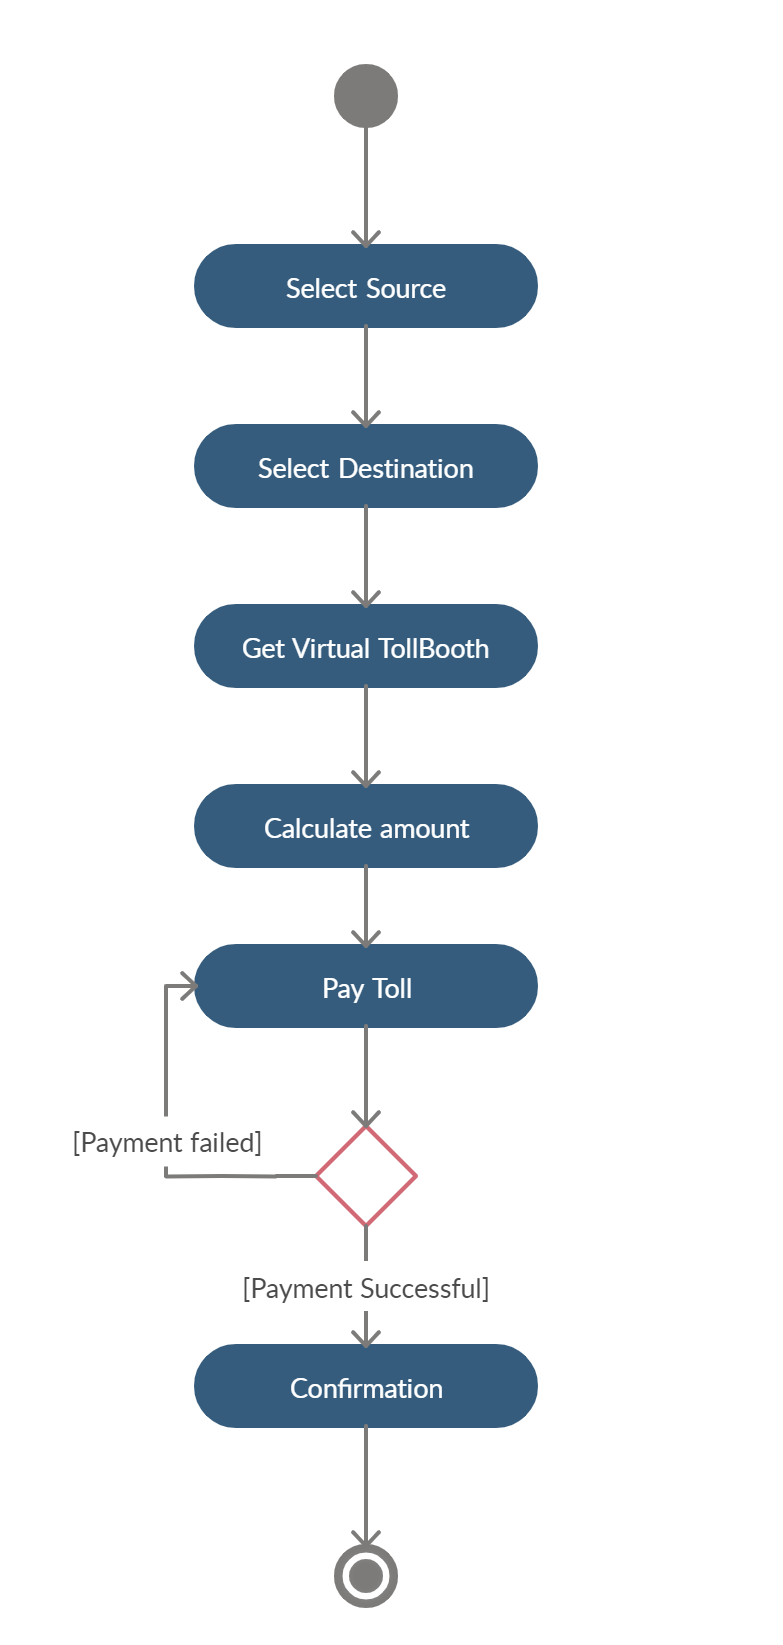 Select Source
Select Destination
Get Virtual TollBooth
Calculate amount
Pay Toll
[Payment failed]
[Payment Successful]
Confirmation